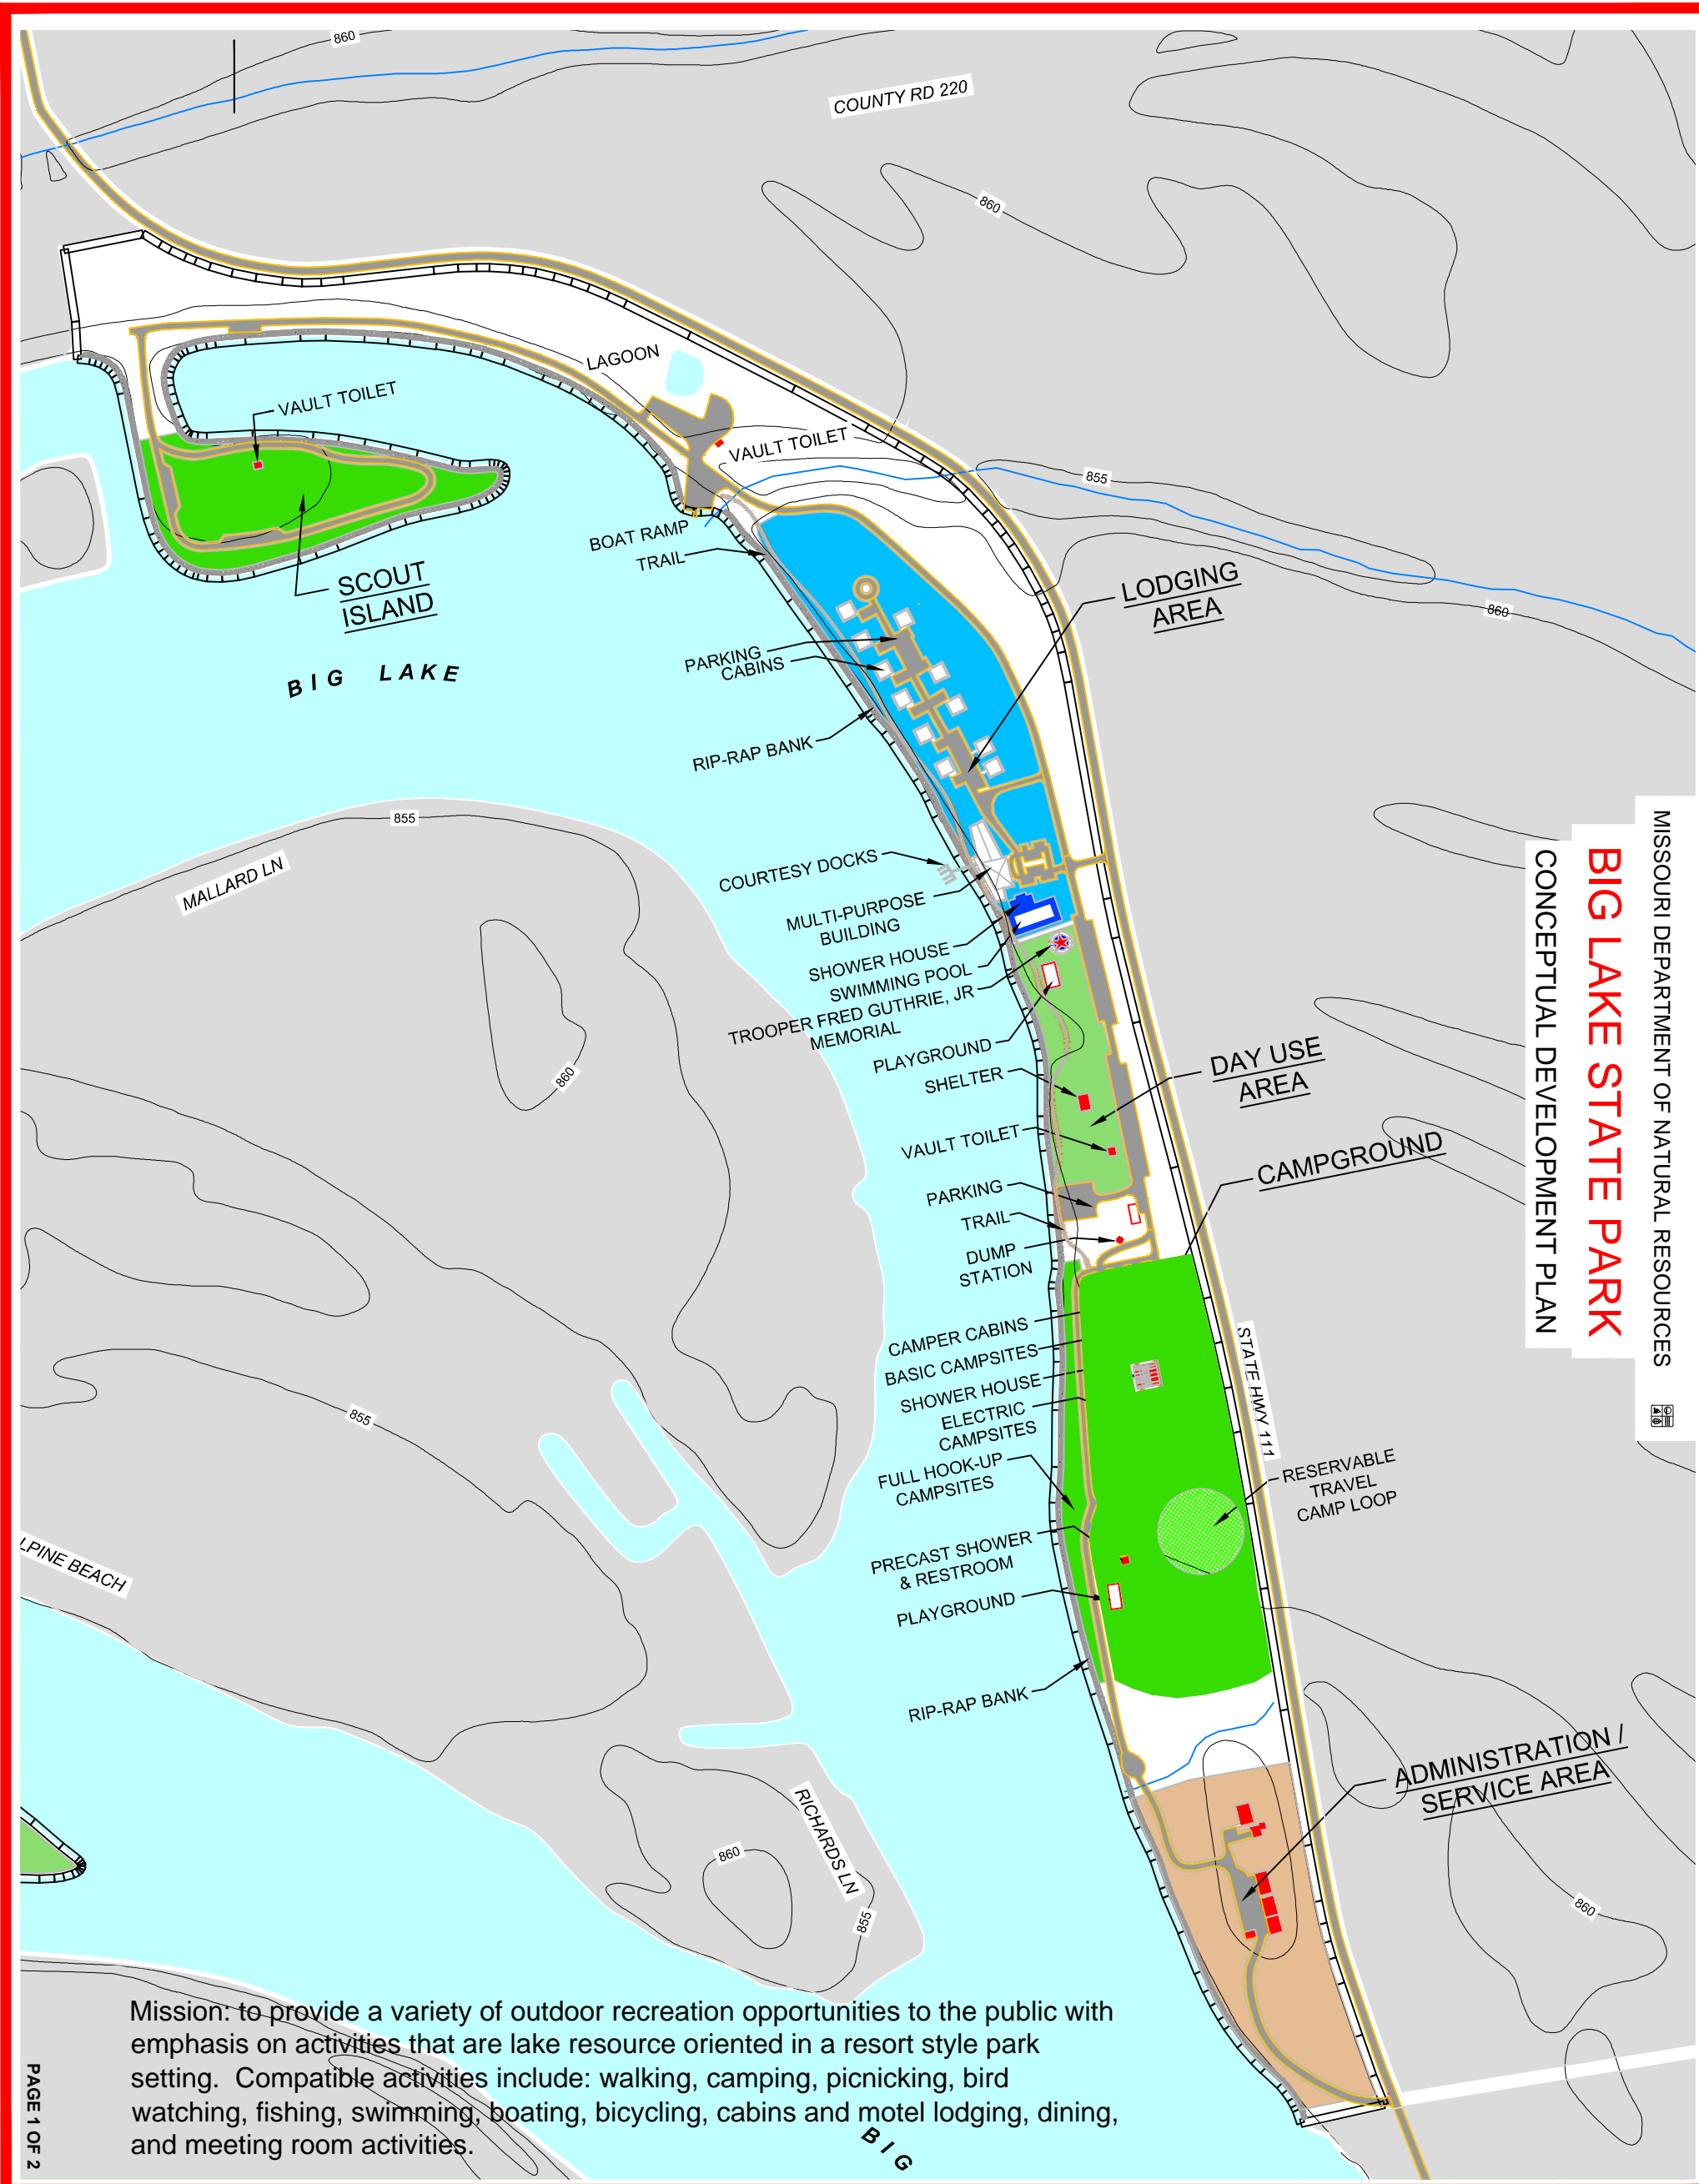 MISSOURI DEPARTMENT OF NATURAL RESOURCES
BIG LAKE STATE PARK
CONCEPTUAL DEVELOPMENT PLAN
860
COUNTY RD 220
860
LAGOON
VAULT TOILET
VAULT TOILET
855
BOAT RAMP
TRAIL
SCOUT
ISLAND
LODGING
AREA
860
BIG LAKE
PARKING
CABINS
RIP-RAP BANK
855
MALLARD LN
COURTESY DOCKS
MULTI-PURPOSE
BUILDING
SHOWER HOUSE
SWIMMING POOL
TROOPER FRED GUTHRIE, JR
MEMORIAL
PLAYGROUND
SHELTER
DAY USE
AREA
860
VAULT TOILET
CAMPGROUND
PARKING
TRAIL
DUMP
STATION
CAMPER CABINS
BASIC CAMPSITES
SHOWER HOUSE
ELECTRIC
CAMPSITES
STATE HWY 111
855
FULL HOOK-UP
CAMPSITES
RESERVABLE
TRAVEL
CAMP LOOP
PRECAST SHOWER
& RESTROOM
LPINE BEACH
PLAYGROUND
RIP-RAP BANK
ADMINISTRATION /
SERVICE AREA
RICHARDS LN
860
855
860
Mission: to provide a variety of outdoor recreation opportunities to the public with
emphasis on activities that are lake resource oriented in a resort style park
setting. Compatible activities include: walking, camping, picnicking, bird
watching, fishing, swimming, boating, bicycling, cabins and motel lodging, dining,
and meeting room activities.
BIG
PAGE 1 OF 2